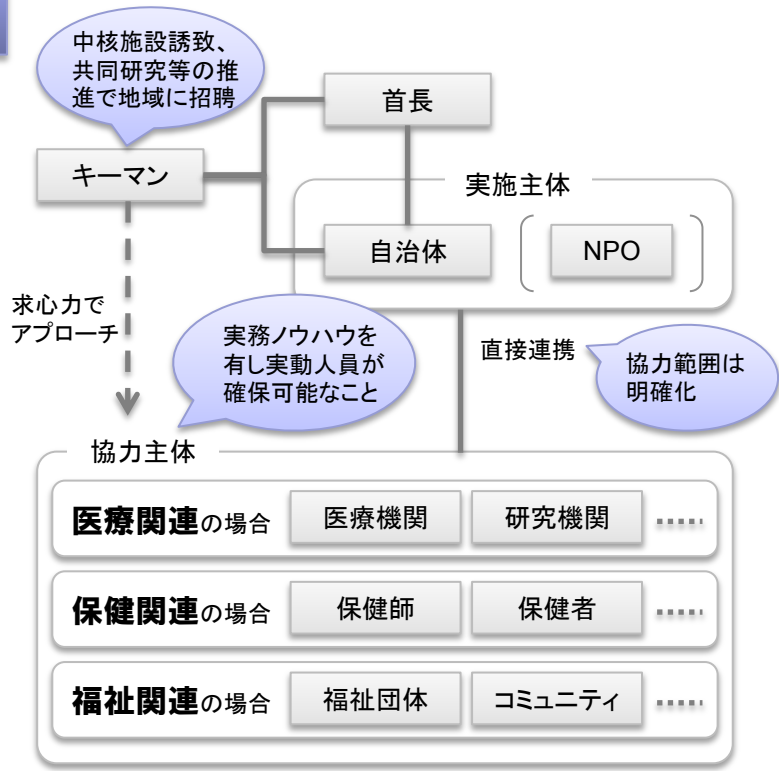 中核施設誘致、
共同研究等の推
進で地域に招聘
首長
キーマン
実施主体
自治体
NPO
求心力で
アプローチ
実務ノウハウを
有し実動人員が
確保可能なこと
直接連携
協力範囲は
明確化
協力主体
医療関連の場合
医療機関
研究機関
保健関連の場合
保健師
保健者
福祉関連の場合
福祉団体
コミュニティ